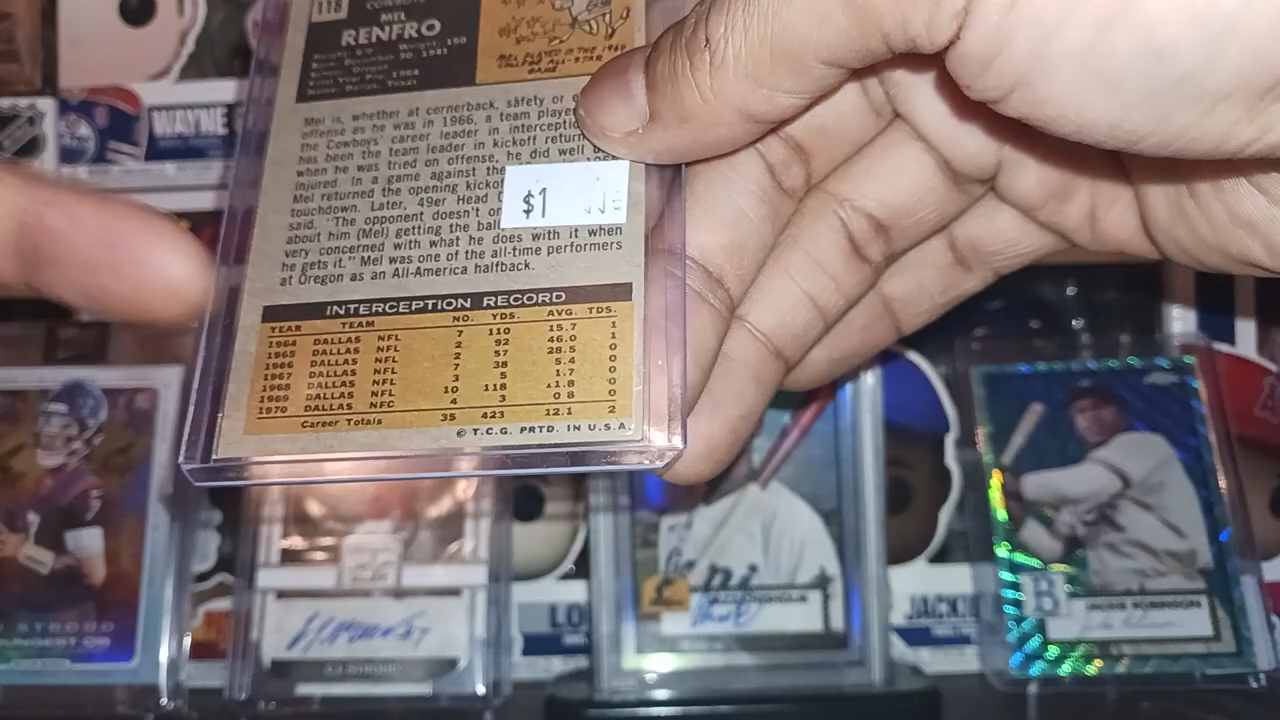 118
COWBOYS
MEL
RENFRO
Height: 6'0 Weight: 190
Born: December 30, 1941
School: Oregon
First Year Pro: 1964
Home: Dallas, Texas
MEL PLAYED IN THE 1964
COLLEGE ALL-STAR
GAME.
Mel is, whether at cornerback, safety or
offense as he was in 1966, a team player
the Cowboys' career leader in interceptio
has been the team leader in kickoff return
when he was tried on offense, he did well
injured. In a game against the
Mel returned the opening kickof
touchdown. Later, 49er Head
said, "The opponent doesn't
about him (Mel) getting the bal
very concerned with what he does with it when
he gets it." Mel was one of the all-time performers
at Oregon as an All-America halfback.
$1
INTERCEPTION RECORD
YEAR TEAM NO. YDS. AVG. TDS.
1964 DALLAS NFL 7 110 15.7 1
1965 DALLAS NFL 2 92 46.0 1
1966 DALLAS NFL 2 57 28.5 0
1967 DALLAS NFL 7 38 5.4 0
1968 DALLAS NFL 3 5 1.7 0
1969 DALLAS NFL 10 118 11.8 0
1970 DALLAS NFC 4 3 0.8 0
Career Totals 35 423 12.1 2
© T.C.G. PRTD. IN U.S.A.
WAYNE
LO
JACKIE
B
JACKIE ROBINSON
STROUD